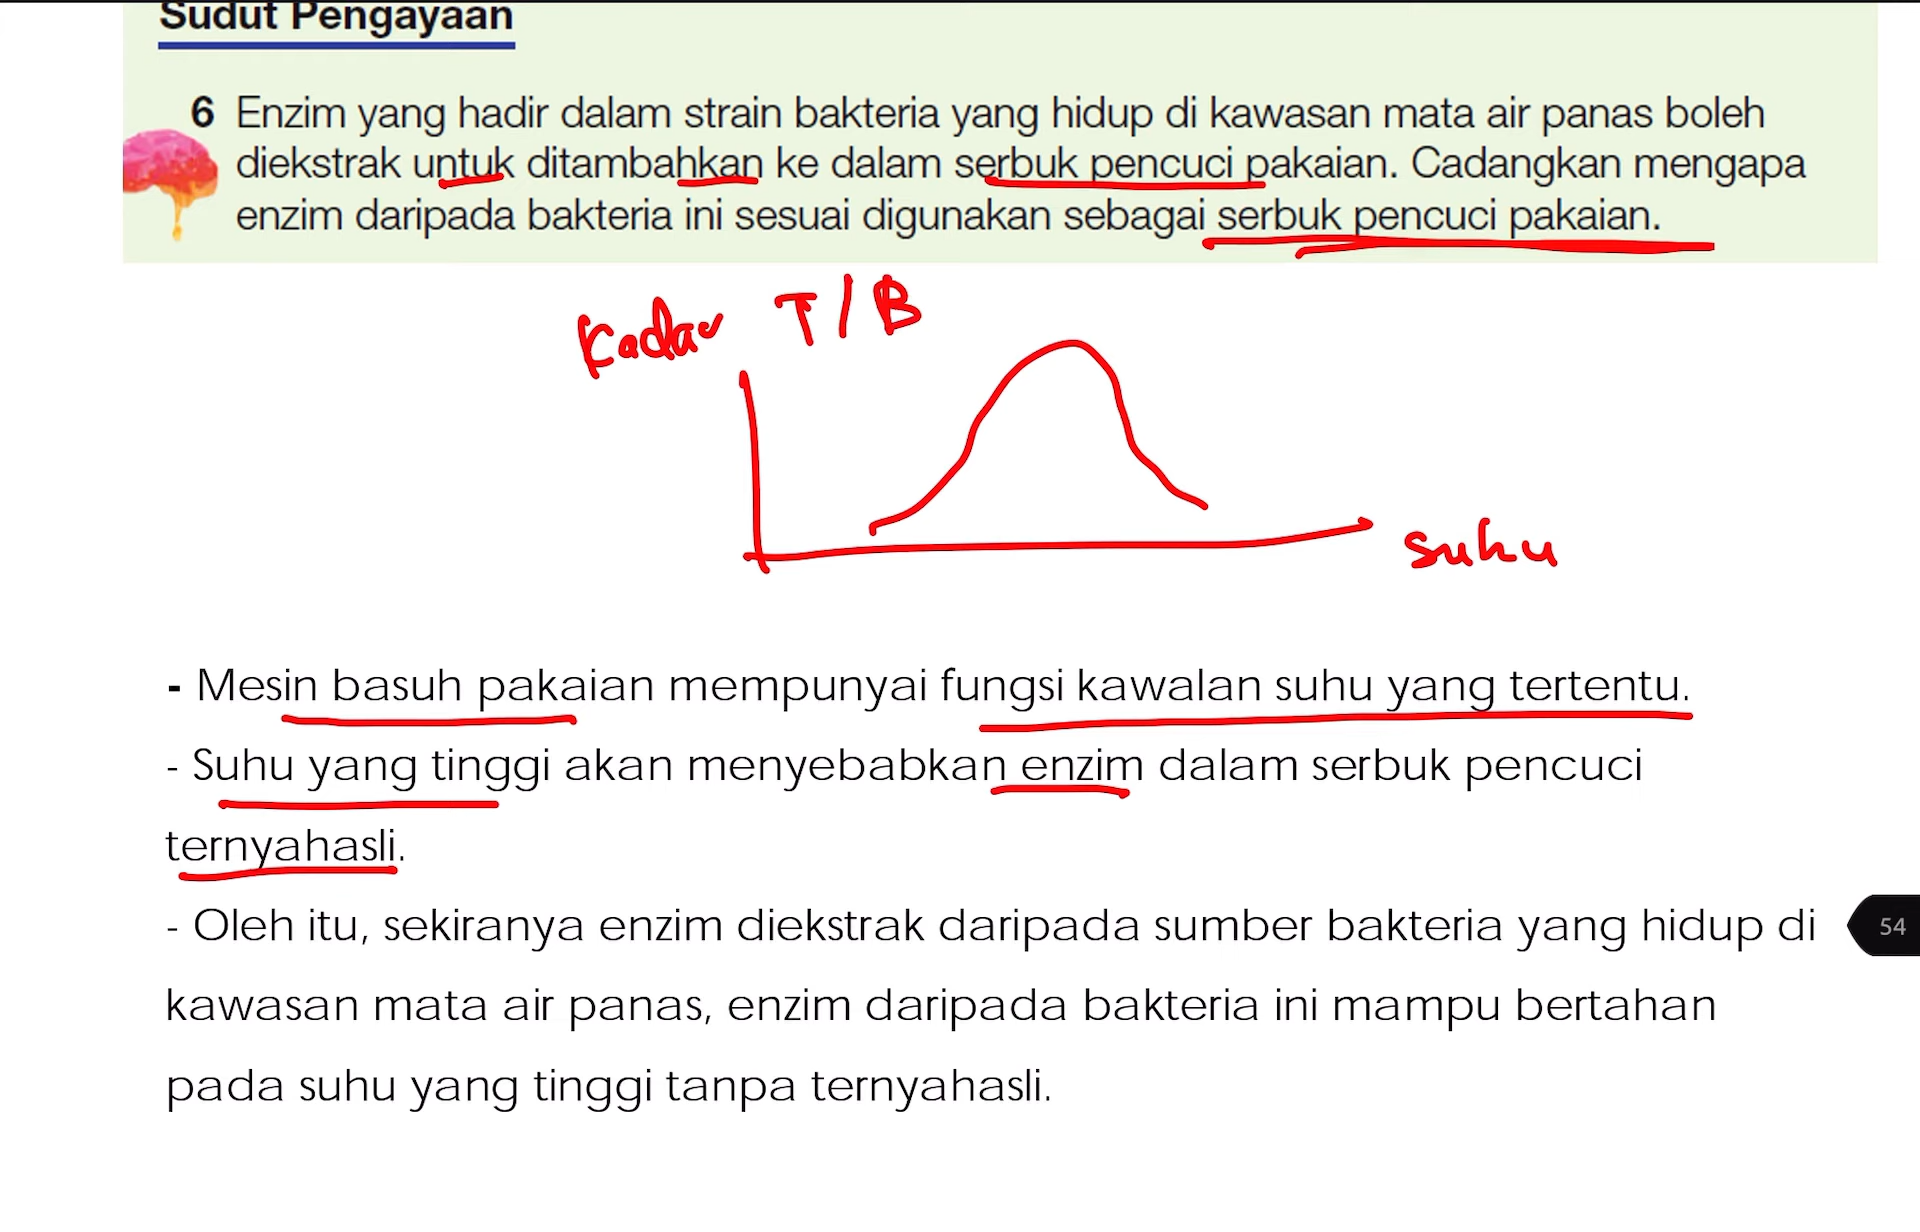 Sudut Pengayaan
6 Enzim yang hadir dalam strain bakteria yang hidup di kawasan mata air panas boleh
diekstrak untuk ditambahkan ke dalam serbuk pencuci pakaian. Cadangkan mengapa
enzim daripada bakteria ini sesuai digunakan sebagai serbuk pencuci pakaian.
Kadar T/B
suhu
- Mesin basuh pakaian mempunyai fungsi kawalan suhu yang tertentu.
- Suhu yang tinggi akan menyebabkan enzim dalam serbuk pencuci
ternyahasli.
- Oleh itu, sekiranya enzim diekstrak daripada sumber bakteria yang hidup di
54
kawasan mata air panas, enzim daripada bakteria ini mampu bertahan
pada suhu yang tinggi tanpa ternyahasli.